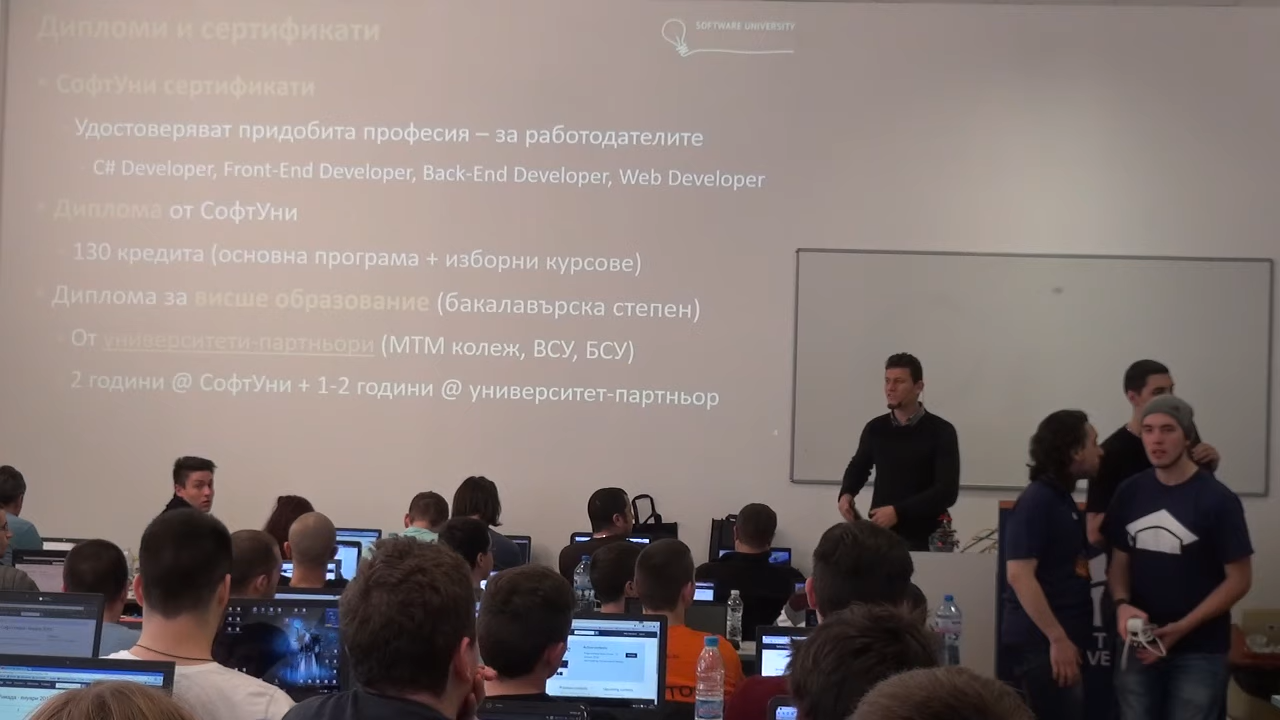 Дипломи и сертификати
SOFTWARE UNIVERSITY
СофтУни сертификати
Удостоверяват придобита професия – за работодателите
C# Developer, Front-End Developer, Back-End Developer, Web Developer
Диплома от СофтУни
130 кредита (основна програма + изборни курсове)
Диплома за висше образование (бакалавърска степен)
От университети-партньори (МТМ колеж, ВСУ, БСУ)
2 години @ СофтУни + 1-2 години @ университет-партньор